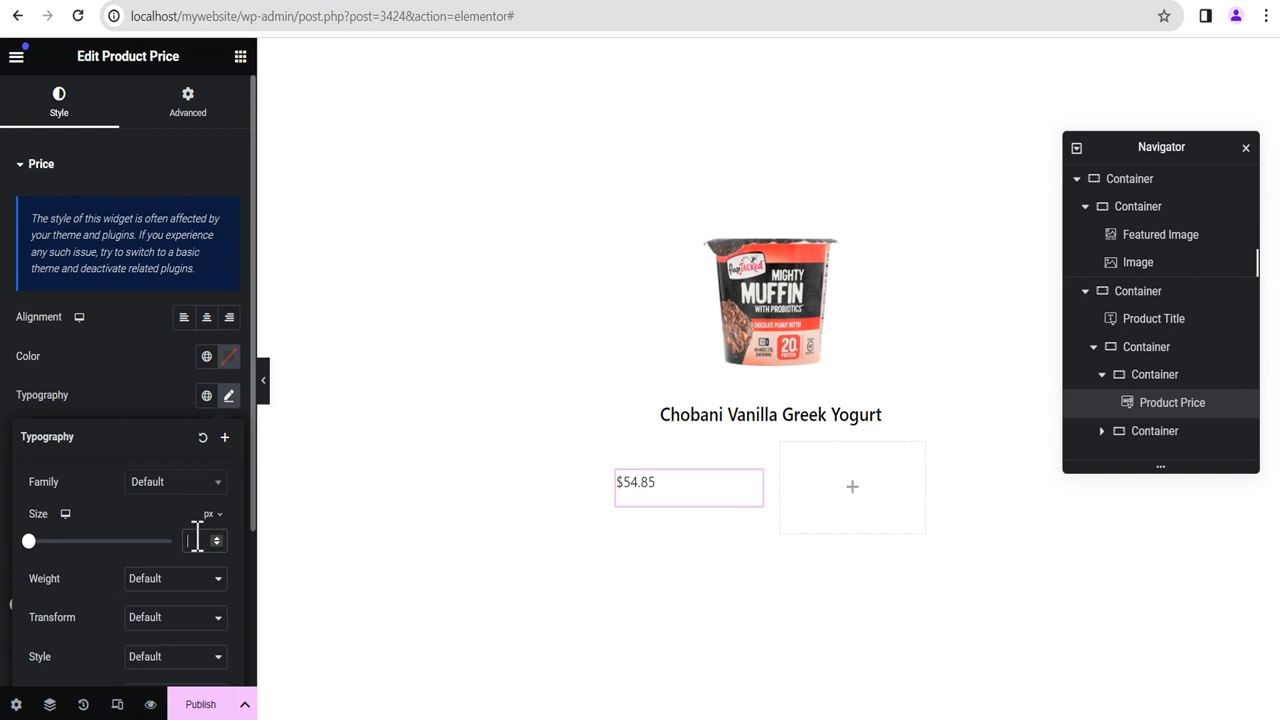 localhost/mywebsite/wp-admin/post.php?post=3424&action=elementor#
Edit Product Price
Style
Advanced
Price
The style of this widget is often affected by
your theme and plugins. If you experience
any such issue, try to switch to a basic
theme and deactivate related plugins.
Alignment
Color
Typography
Typography
Family
Default
Size
px
Weight
Default
Transform
Default
Style
Default
Publish
FlapJacked
MIGHTY
MUFFIN
WITH PROBIOTICS
CHOCOLATE PEANUT BUTTER
20
PROTEIN
Chobani Vanilla Greek Yogurt
$54.85
Navigator
Container
Container
Featured Image
Image
Container
Product Title
Container
Container
Product Price
Container